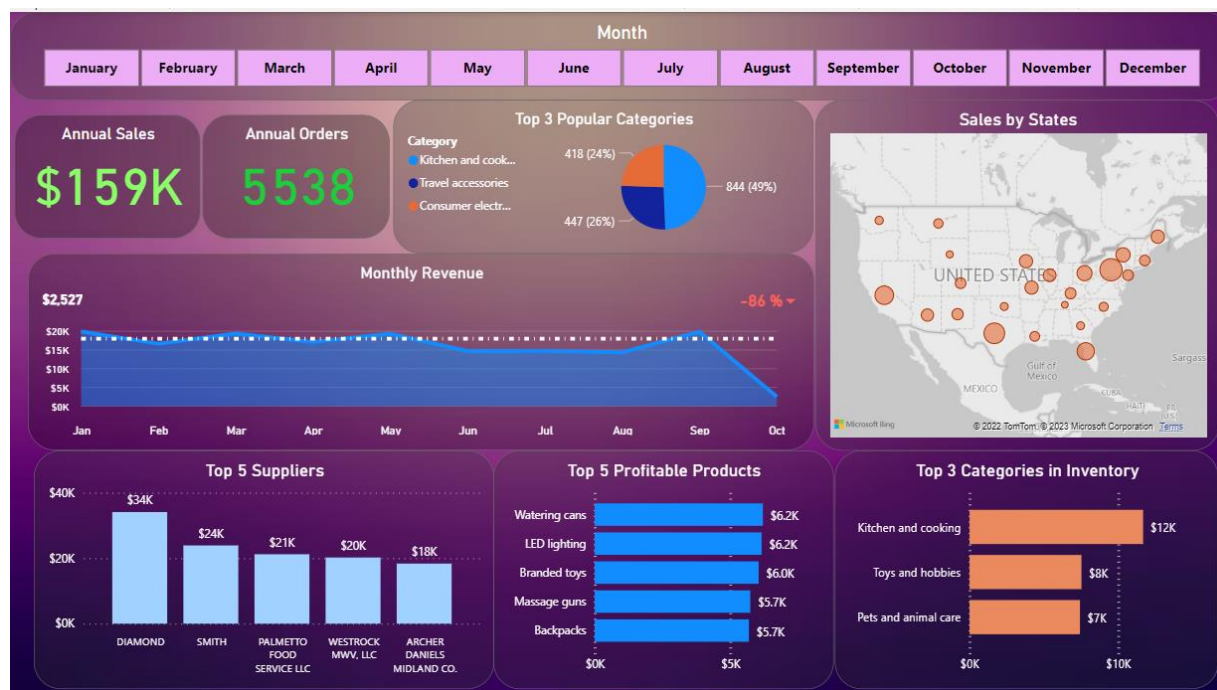 Month
January February March April May June July August September October November December
Annual Sales
$159K
Annual Orders
5538
Top 3 Popular Categories
Category
Kitchen and cook...
Travel accessories
Consumer electr...
418 (24%)
844 (49%)
447 (26%)
Sales by States
UNITED STATES
Gulf of
Mexico
MEXICO
CUBA
HAITI
U.S.
Sargass
Microsoft Bing
© 2022 TomTom, © 2023 Microsoft Corporation Terms
Monthly Revenue
$2,527
-86 %
$20K
$15K
$10K
$5K
$0K
Jan Feb Mar Apr May Jun Jul Aug Sep Oct
Top 5 Suppliers
$40K
$20K
$0K
$34K
$24K
$21K
$20K
$18K
DIAMOND
SMITH
PALMETTO
FOOD
SERVICE LLC
WESTROCK
MWV, LLC
ARCHER
DANIELS
MIDLAND CO.
Top 5 Profitable Products
Watering cans $6.2K
LED lighting $6.2K
Branded toys $6.0K
Massage guns $5.7K
Backpacks $5.7K
$0K $5K
Top 3 Categories in Inventory
Kitchen and cooking $12K
Toys and hobbies $8K
Pets and animal care $7K
$0K $10K